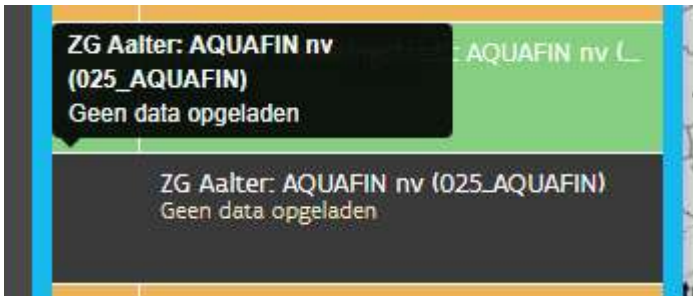 ZG Aalter: AQUAFIN nv
(025_AQUAFIN)
Geen data opgeladen
: AQUAFIN nv (...
ZG Aalter: AQUAFIN nv (025_AQUAFIN)
Geen data opgeladen